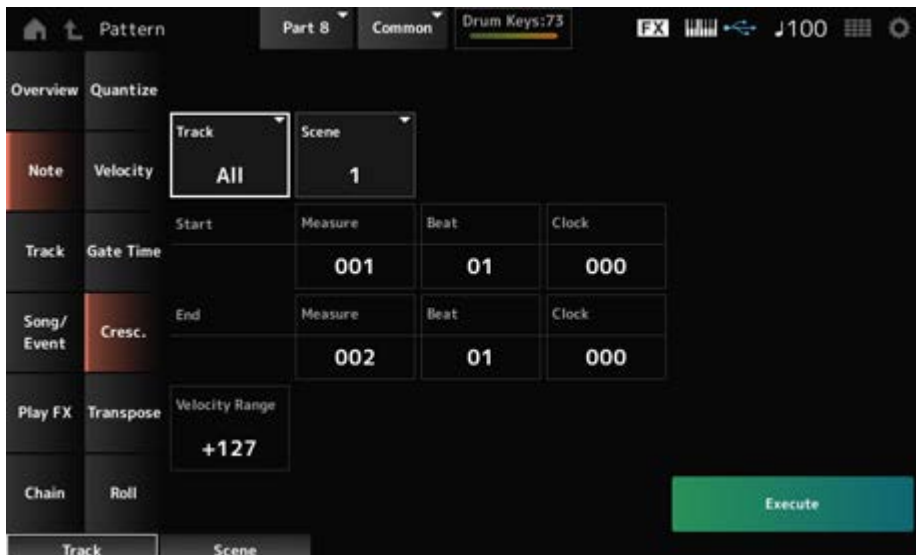 Pattern
Part 8
Common
Drum Keys:73
FX
♩100
Overview
Quantize
Track
All
Scene
1
Note
Velocity
Track
Gate Time
Start
Measure
001
Beat
01
Clock
000
Song/
Event
Cresc.
End
Measure
002
Beat
01
Clock
000
Play FX
Transpose
Velocity Range
+127
Chain
Roll
Execute
Track
Scene